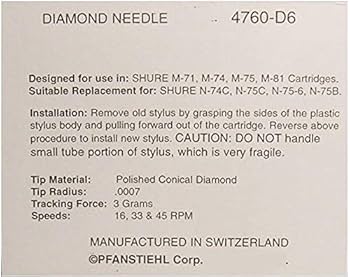 DIAMOND NEEDLE 4760-D6
Designed for use in: SHURE M-71, M-74, M-75, M-81 Cartridges.
Suitable Replacement for: SHURE N-74C, N-75C, N-75-6, N-75B.
Installation: Remove old stylus by grasping the sides of the plastic
stylus body and pulling forward out of the cartridge. Reverse above
procedure to install new stylus. CAUTION: DO NOT handle
small tube portion of stylus, which is very fragile.
Tip Material: Polished Conical Diamond
Tip Radius: .0007
Tracking Force: 3 Grams
Speeds: 16, 33 & 45 RPM
MANUFACTURED IN SWITZERLAND
©PFANSTIEHL Corp.